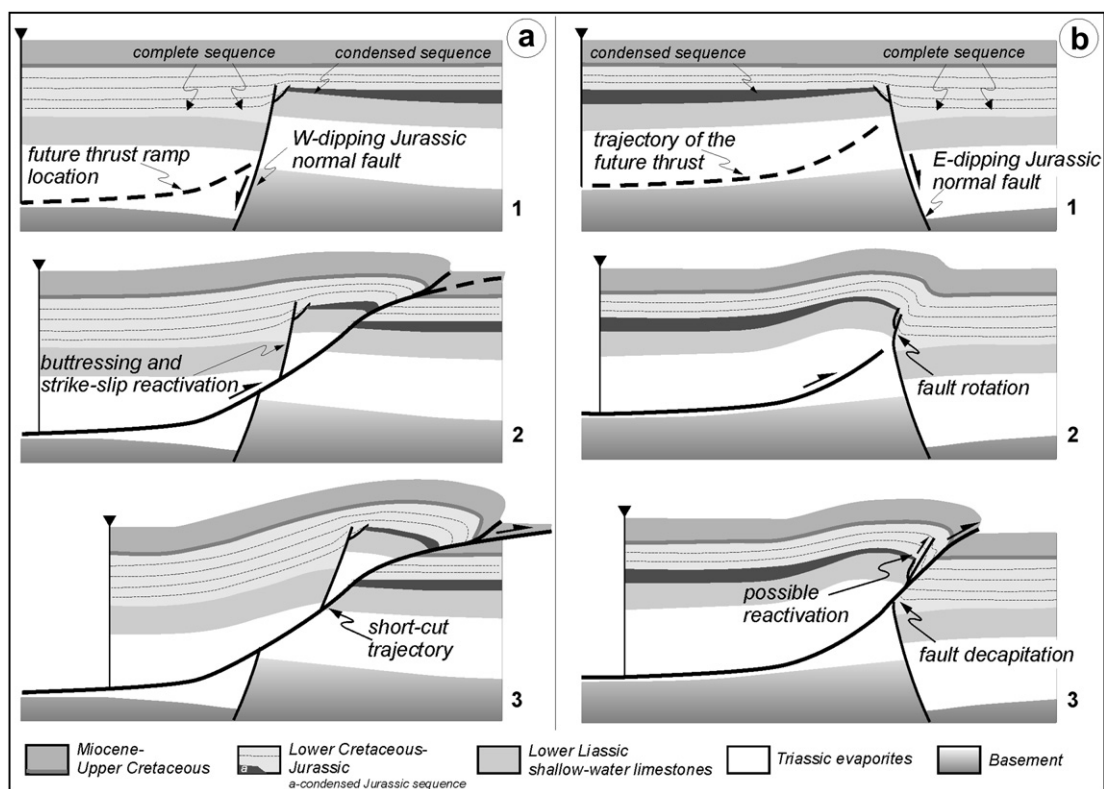 a
complete sequence
condensed sequence
future thrust ramp
location
W-dipping Jurassic
normal fault
1
buttressing and
strike-slip reactivation
2
short-cut
trajectory
3
b
condensed sequence
complete sequence
trajectory of the
future thrust
E-dipping Jurassic
normal fault
1
fault rotation
2
possible
reactivation
fault decapitation
3
Miocene-
Upper Cretaceous
a
Lower Cretaceous-
Jurassic
a-condensed Jurassic sequence
Lower Liassic
shallow-water limestones
Triassic evaporites
Basement